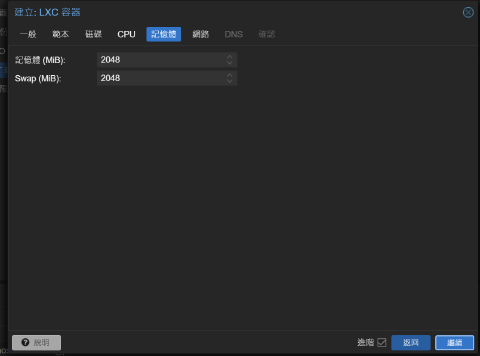 建立: LXC 容器
一般 範本 磁碟 CPU 記憶體 網路 DNS 確認
記憶體 (MiB): 2048
Swap (MiB): 2048
說明 進階 返回 繼續